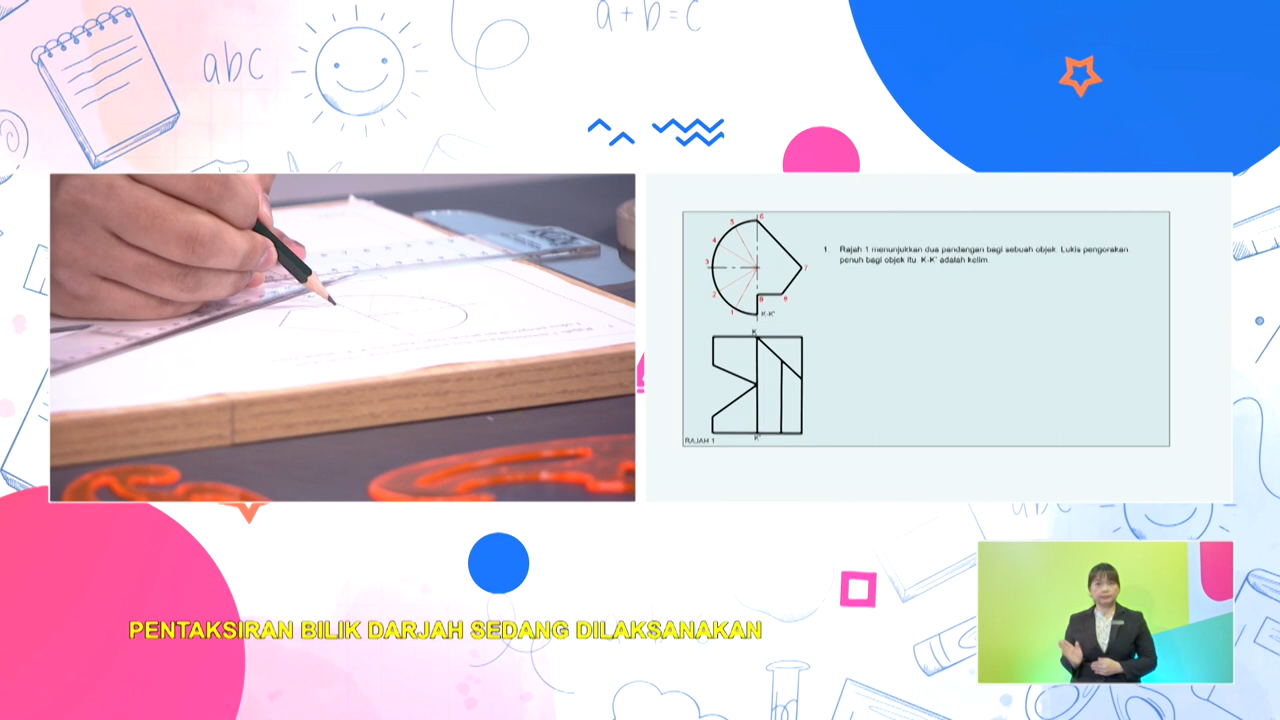 abc
a+b=c
6
5
4
3
2
1
7
8
9
K-K'
1. Rajah 1 menunjukkan dua pandangan bagi sebuah objek. Lukis pengorakan
penuh bagi objek itu. K-K' adalah kelim.
K
K'
RAJAH 1
abc
PENTAKSIRAN BILIK DARJAH SEDANG DILAKSANAKAN